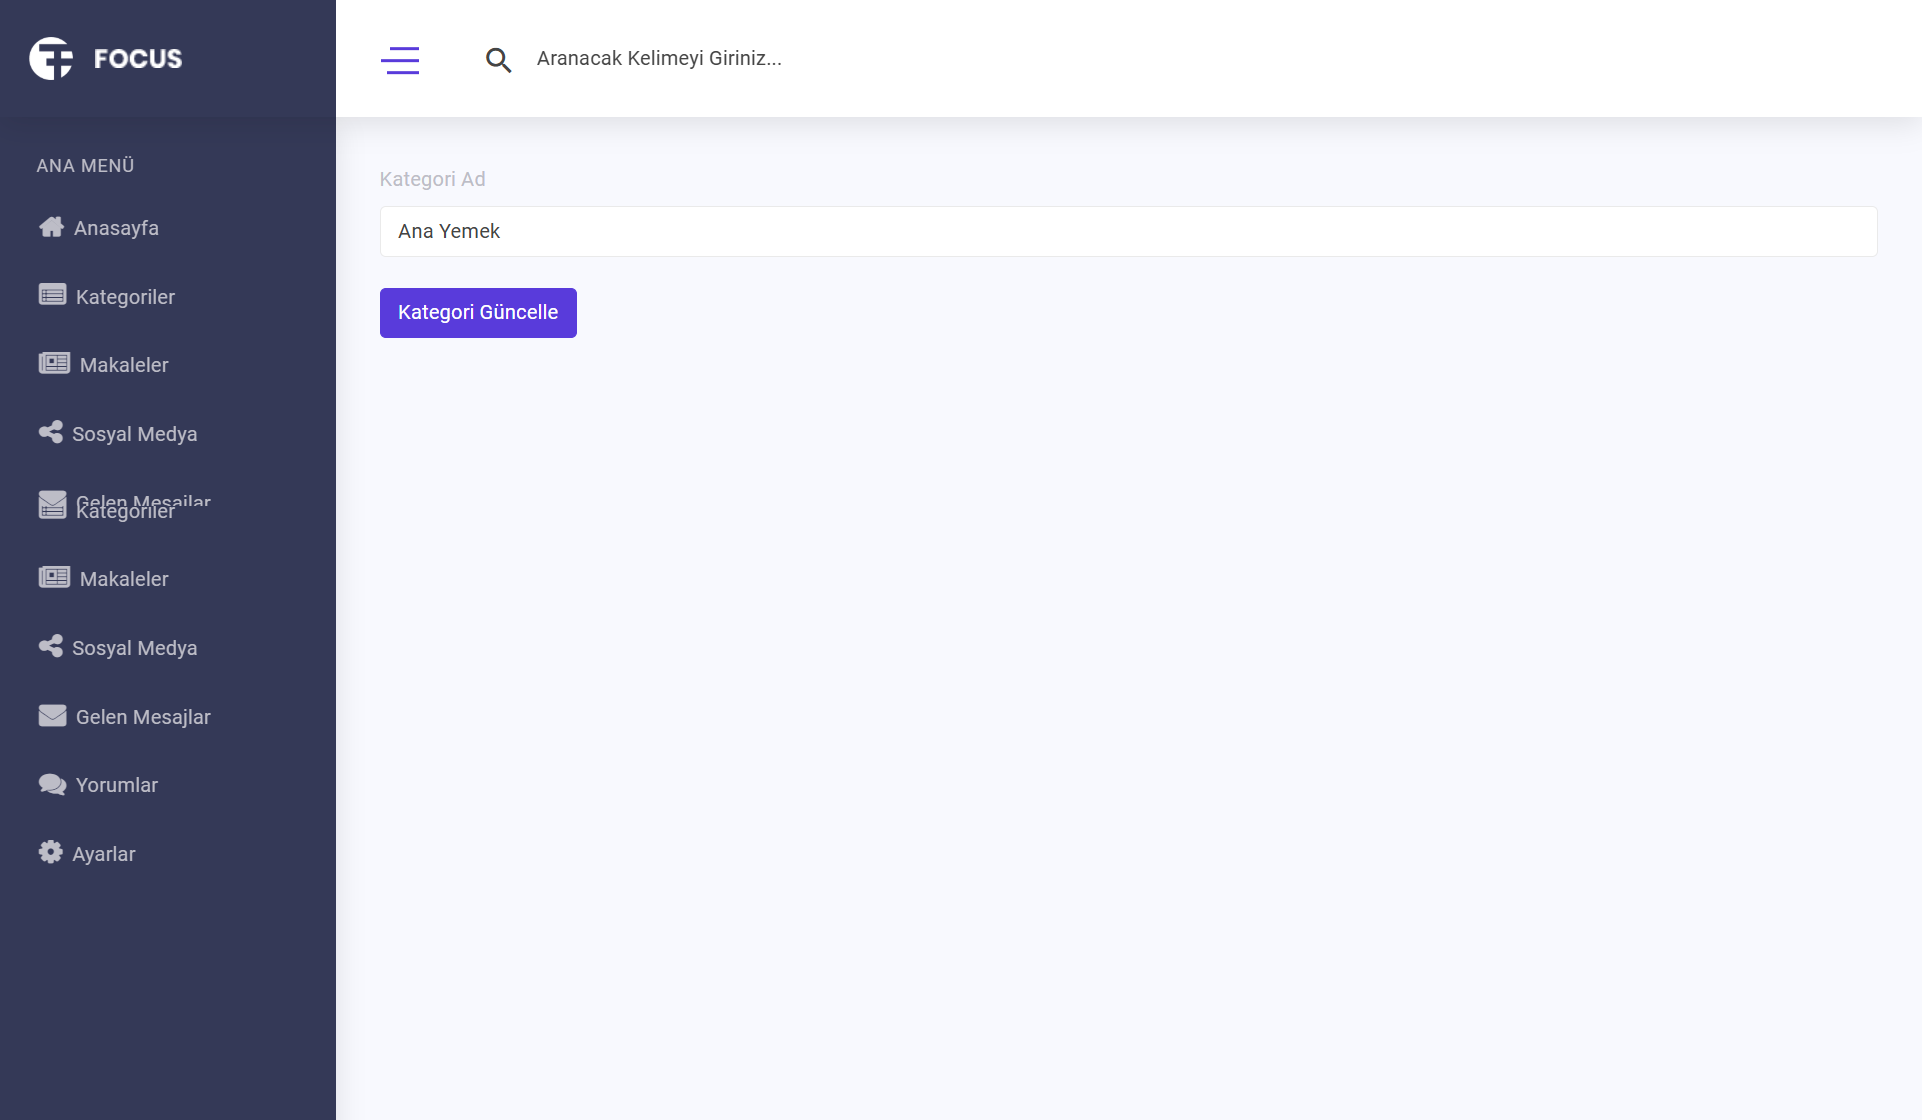 FOCUS
Aranacak Kelimeyi Giriniz...
ANA MENÜ
Anasayfa
Kategoriler
Makaleler
Sosyal Medya
Gelen Mesajlar
Kategoriler
Makaleler
Sosyal Medya
Gelen Mesajlar
Yorumlar
Ayarlar
Kategori Ad
Ana Yemek
Kategori Güncelle